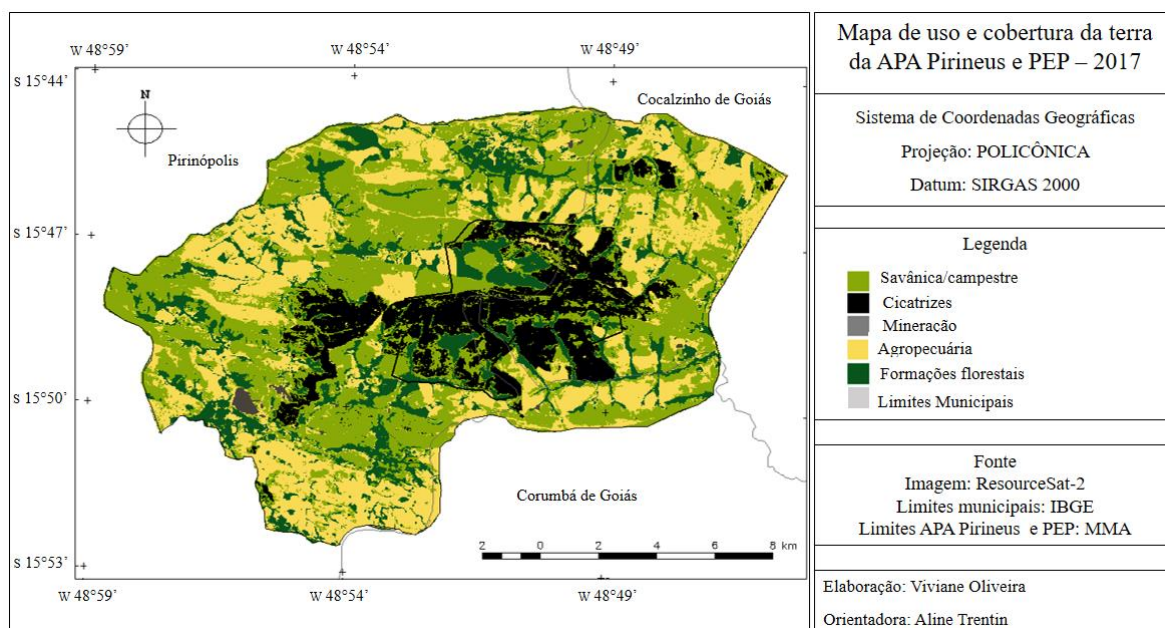 W 48°59’
W 48°54’
W 48°49’
S 15°44’
S 15°47’
S 15°50’
S 15°53’
N
Pirinópolis
Cocalzinho de Goiás
Corumbá de Goiás
2 0 2 4 6 8 km
W 48°59’
W 48°54’
W 48°49’
Mapa de uso e cobertura da terra
da APA Pirineus e PEP – 2017
Sistema de Coordenadas Geográficas
Projeção: POLICÔNICA
Datum: SIRGAS 2000
Legenda
Savânica/campestre
Cicatrizes
Mineração
Agropecuária
Formações florestais
Limites Municipais
Fonte
Imagem: ResourceSat-2
Limites municipais: IBGE
Limites APA Pirineus e PEP: MMA
Elaboração: Viviane Oliveira
Orientadora: Aline Trentin